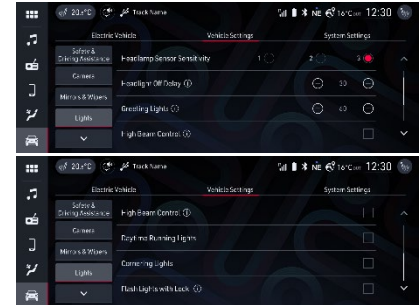 20.5°C Track Name NE 16°C 12:30
Electric Vehicle Vehicle Settings System Settings
Safety &
Driving Assistance
Headlamp Sensor Sensitivity 1 2 3
Camera
Headlight Off Delay 30
Mirrors & Wipers
Greeting Lights 60
Lights
High Beam Control
20.5°C Track Name NE 16°C 12:30
Electric Vehicle Vehicle Settings System Settings
Safety &
Driving Assistance
High Beam Control
Camera
Daytime Running Lights
Mirrors & Wipers
Cornering Lights
Lights
Flash Lights with Lock